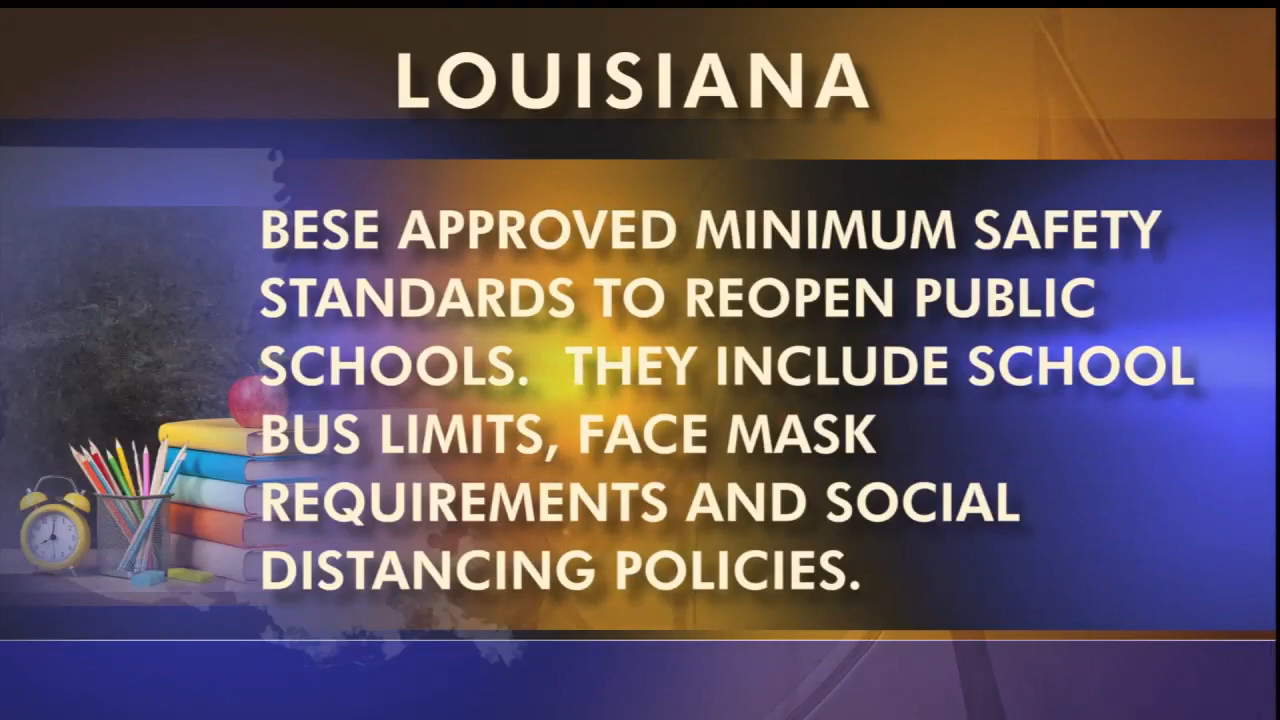 LOUISIANA
BESE APPROVED MINIMUM SAFETY
STANDARDS TO REOPEN PUBLIC
SCHOOLS.  THEY INCLUDE SCHOOL
BUS LIMITS, FACE MASK
REQUIREMENTS AND SOCIAL
DISTANCING POLICIES.